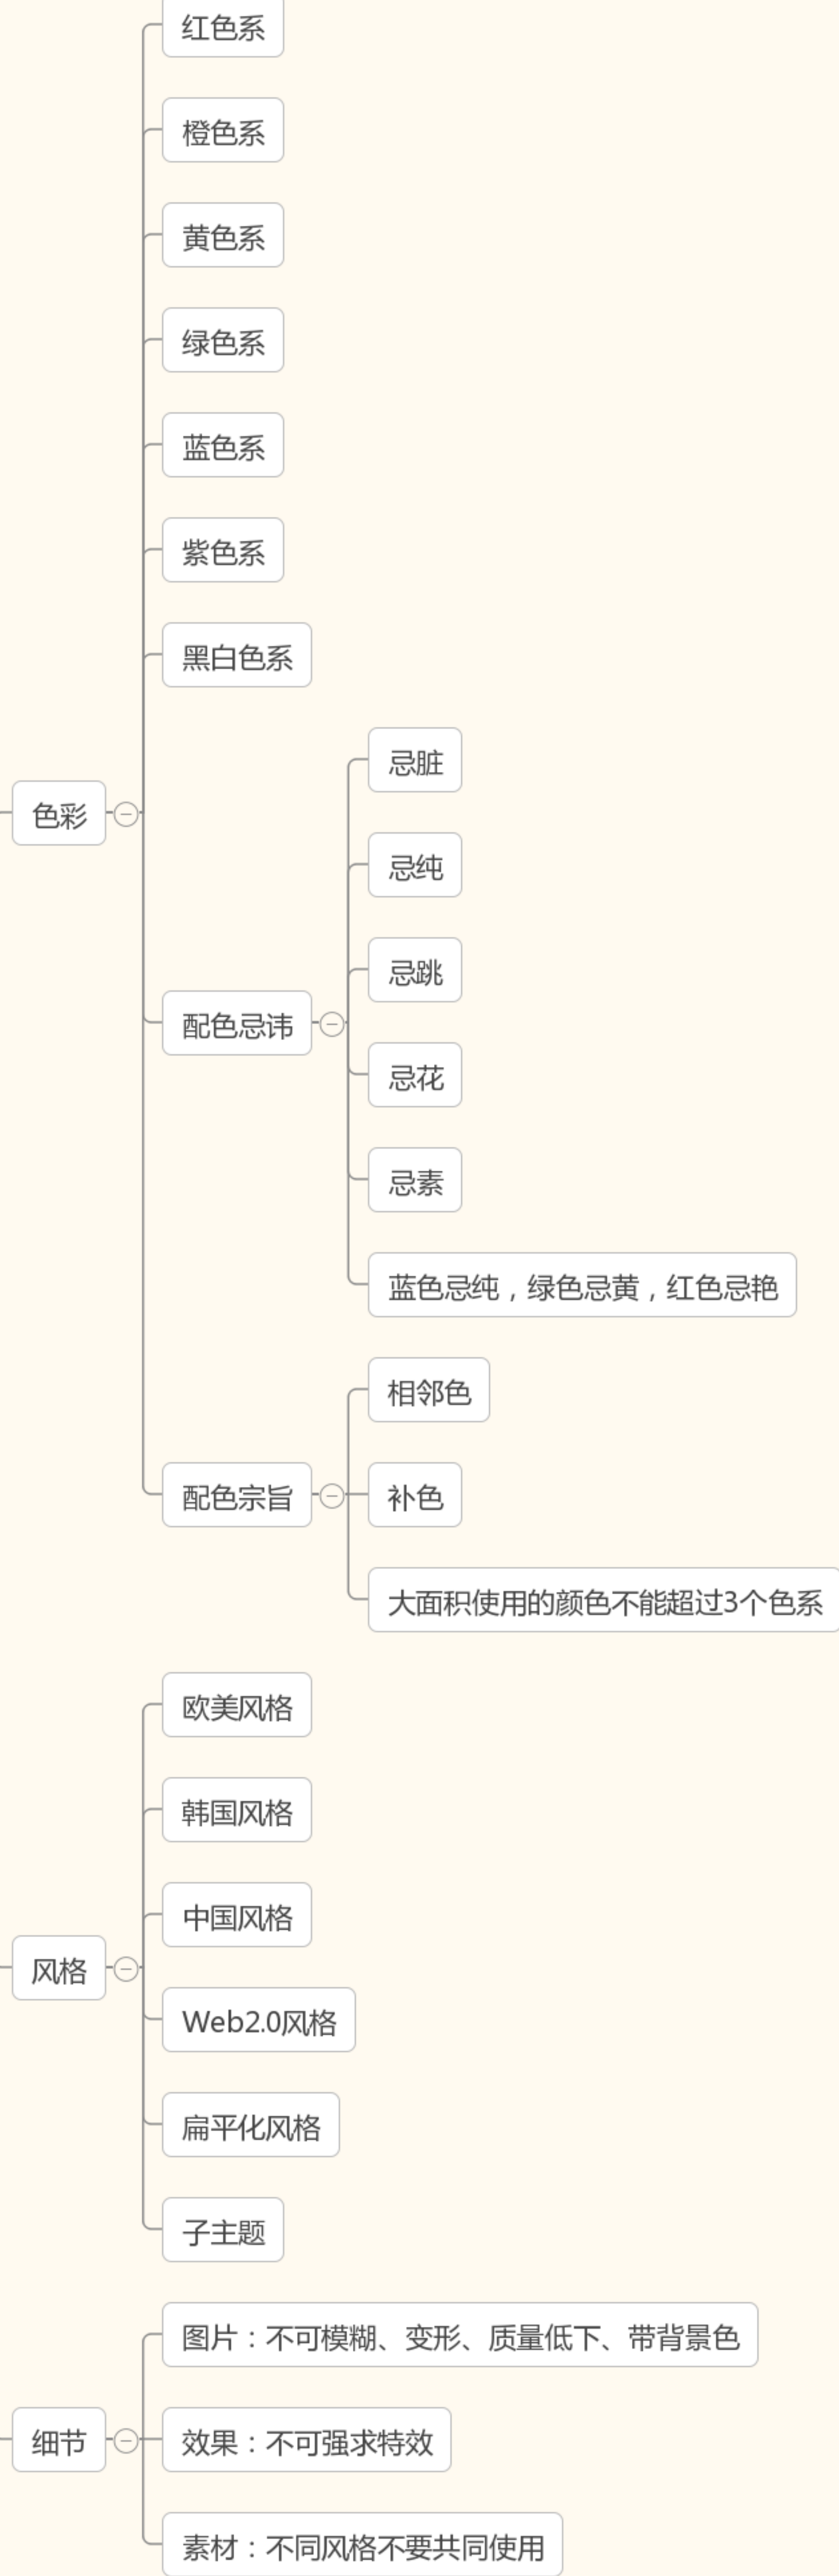 红色系
橙色系
黄色系
绿色系
蓝色系
紫色系
黑白色系
色彩
配色忌讳
忌脏
忌纯
忌跳
忌花
忌素
蓝色忌纯，绿色忌黄，红色忌艳
配色宗旨
相邻色
补色
大面积使用的颜色不能超过3个色系
风格
欧美风格
韩国风格
中国风格
Web2.0风格
扁平化风格
子主题
细节
图片：不可模糊、变形、质量低下、带背景色
效果：不可强求特效
素材：不同风格不要共同使用